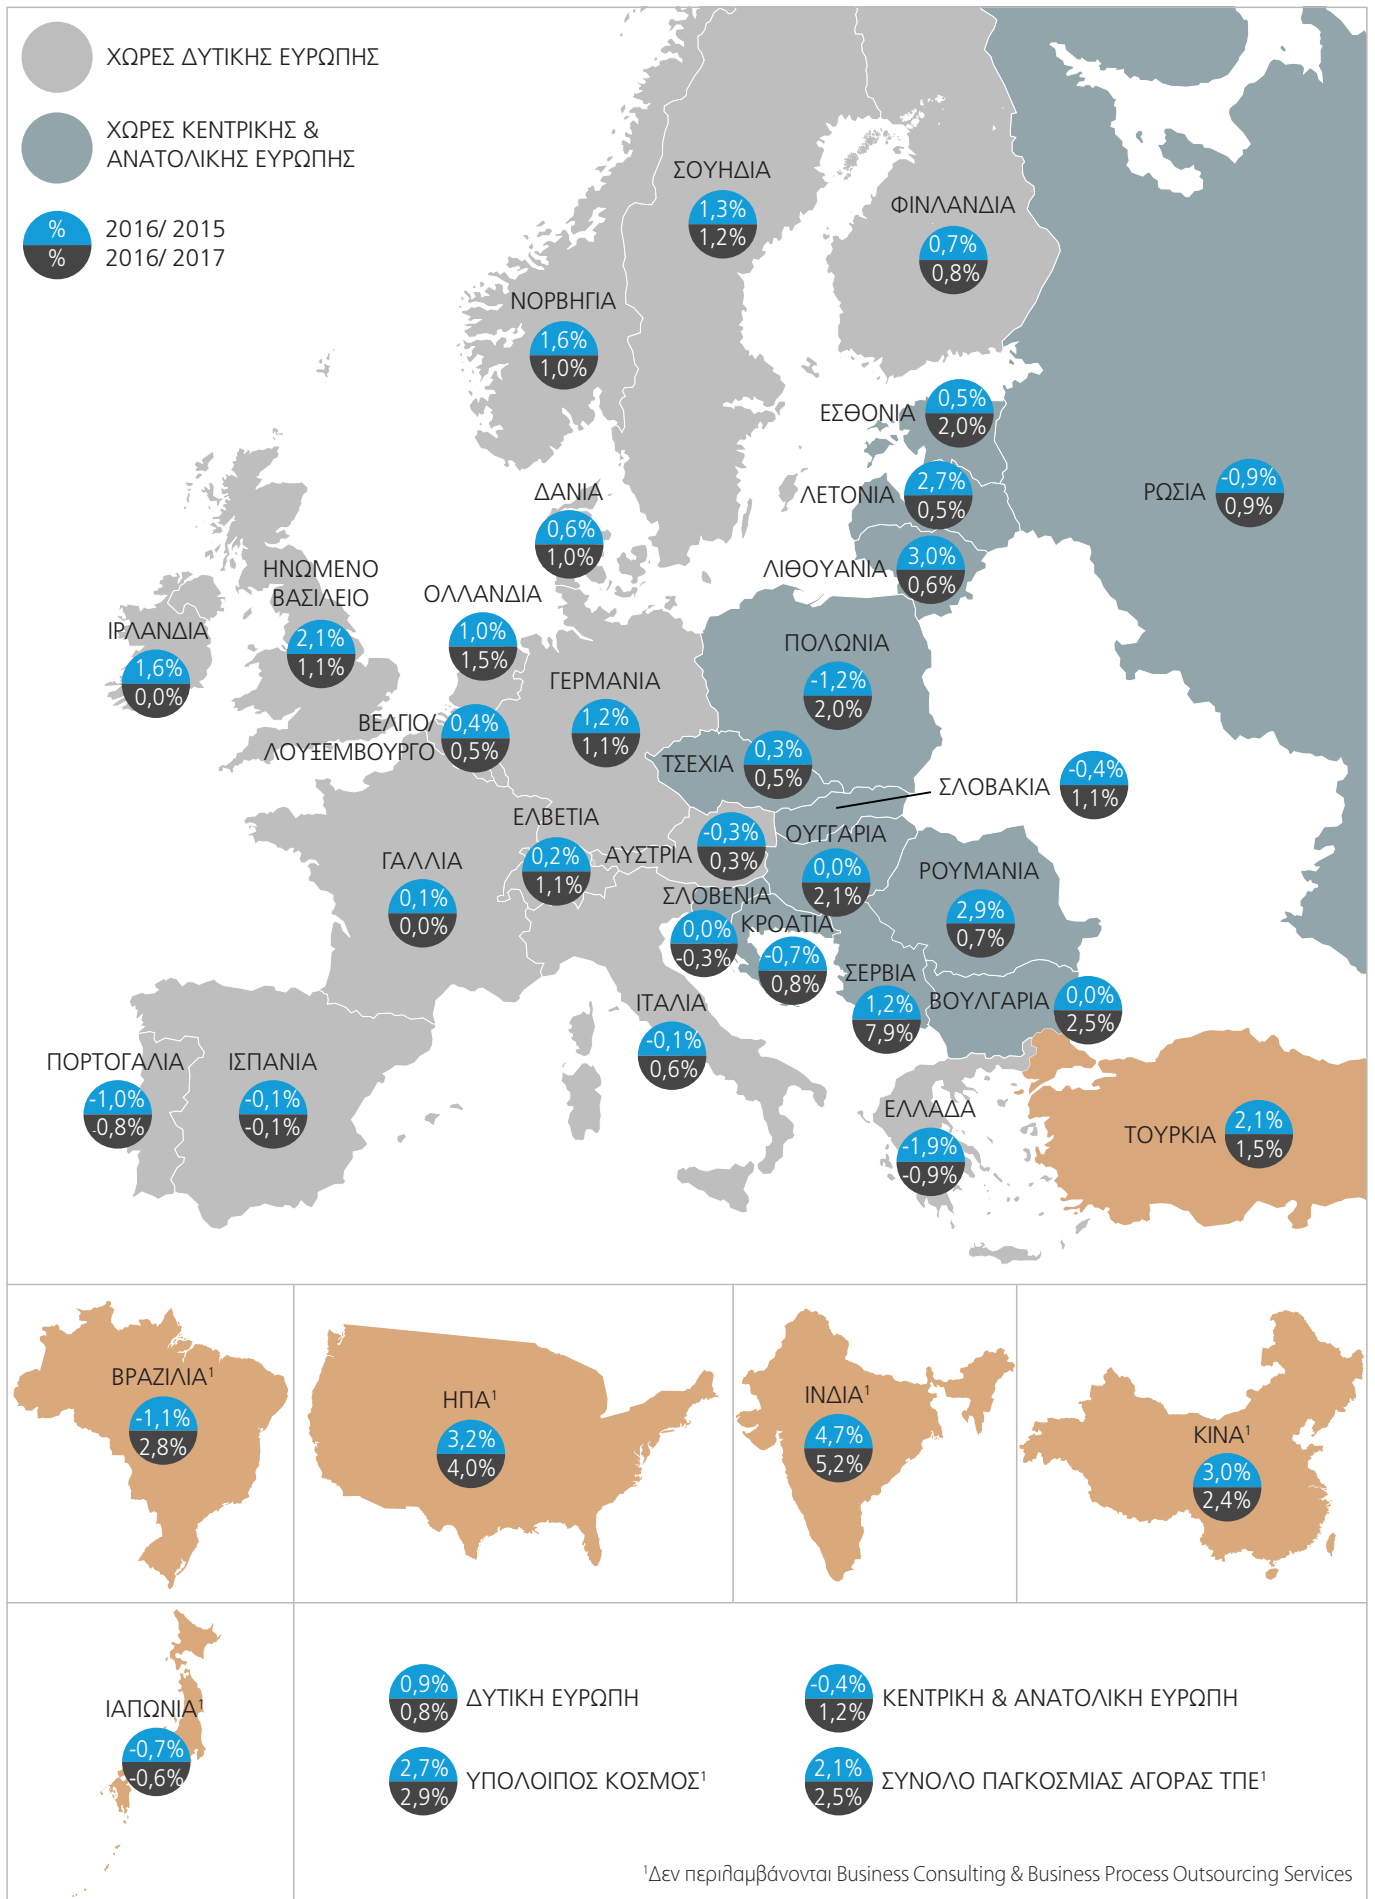 ΧΩΡΕΣ ΔΥΤΙΚΗΣ ΕΥΡΩΠΗΣ
ΧΩΡΕΣ ΚΕΝΤΡΙΚΗΣ &
ΑΝΑΤΟΛΙΚΗΣ ΕΥΡΩΠΗΣ
% 2016/ 2015
% 2016/ 2017
ΣΟΥΗΔΙΑ
1,3%
1,2%
ΦΙΝΛΑΝΔΙΑ
0,7%
0,8%
ΝΟΡΒΗΓΙΑ
1,6%
1,0%
ΕΣΘΟΝΙΑ
0,5%
2,0%
ΛΕΤΟΝΙΑ
2,7%
0,5%
ΡΩΣΙΑ
-0,9%
0,9%
ΔΑΝΙΑ
0,6%
1,0%
ΛΙΘΟΥΑΝΙΑ
3,0%
0,6%
ΗΝΩΜΕΝΟ
ΒΑΣΙΛΕΙΟ
2,1%
1,1%
ΟΛΛΑΝΔΙΑ
1,0%
1,5%
ΙΡΛΑΝΔΙΑ
1,6%
0,0%
ΠΟΛΩΝΙΑ
-1,2%
2,0%
ΓΕΡΜΑΝΙΑ
1,2%
1,1%
ΒΕΛΓΙΟ/
ΛΟΥΞΕΜΒΟΥΡΓΟ
0,4%
0,5%
ΤΣΕΧΙΑ
0,3%
0,5%
ΣΛΟΒΑΚΙΑ
-0,4%
1,1%
ΕΛΒΕΤΙΑ
0,2%
1,1%
ΑΥΣΤΡΙΑ
-0,3%
0,3%
ΟΥΓΓΑΡΙΑ
0,0%
2,1%
ΓΑΛΛΙΑ
0,1%
0,0%
ΡΟΥΜΑΝΙΑ
2,9%
0,7%
ΣΛΟΒΕΝΙΑ
0,0%
-0,3%
ΚΡΟΑΤΙΑ
-0,7%
0,8%
ΣΕΡΒΙΑ
1,2%
7,9%
ΒΟΥΛΓΑΡΙΑ
0,0%
2,5%
ΙΤΑΛΙΑ
-0,1%
0,6%
ΠΟΡΤΟΓΑΛΙΑ
-1,0%
-0,8%
ΙΣΠΑΝΙΑ
-0,1%
-0,1%
ΕΛΛΑΔΑ
-1,9%
-0,9%
ΤΟΥΡΚΙΑ
2,1%
1,5%
ΒΡΑΖΙΛΙΑ¹
-1,1%
2,8%
ΗΠΑ¹
3,2%
4,0%
ΙΝΔΙΑ¹
4,7%
5,2%
ΚΙΝΑ¹
3,0%
2,4%
ΙΑΠΩΝΙΑ¹
-0,7%
-0,6%
0,9%
0,8%
ΔΥΤΙΚΗ ΕΥΡΩΠΗ
-0,4%
1,2%
ΚΕΝΤΡΙΚΗ & ΑΝΑΤΟΛΙΚΗ ΕΥΡΩΠΗ
2,7%
2,9%
ΥΠΟΛΟΙΠΟΣ ΚΟΣΜΟΣ¹
2,1%
2,5%
ΣΥΝΟΛΟ ΠΑΓΚΟΣΜΙΑΣ ΑΓΟΡΑΣ ΤΠΕ¹
¹Δεν περιλαμβάνονται Business Consulting & Business Process Outsourcing Services